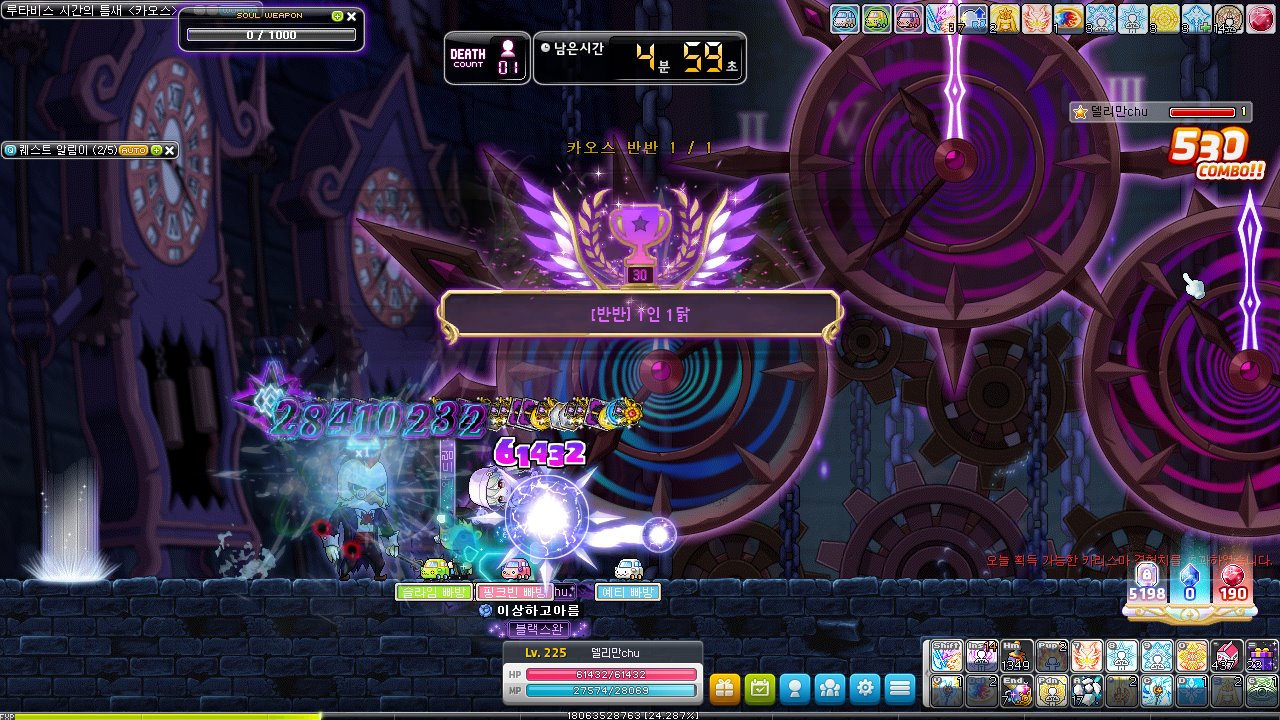 루타비스 시간의 틈새 <카오스>
SOUL WEAPON
0 / 1000
DEATH COUNT 01
남은시간 4분 59초
델리만chu 1
퀘스트 알림이 (2/5) AUTO
카오스 반반 1 / 1
530
COMBO!!
30
[반반] 1인 1닭
28410232
61432
x1
오늘 획득 가능한 카리스마 경험치를
5198 0 190
슬라임 빠방 핑크빈 빠방 예티 빠방
이상하고아름
블랙스완
Lv. 225 델리만chu
HP 61432/61432
MP 27574/28069
EXP 18063528763 [24.287%]